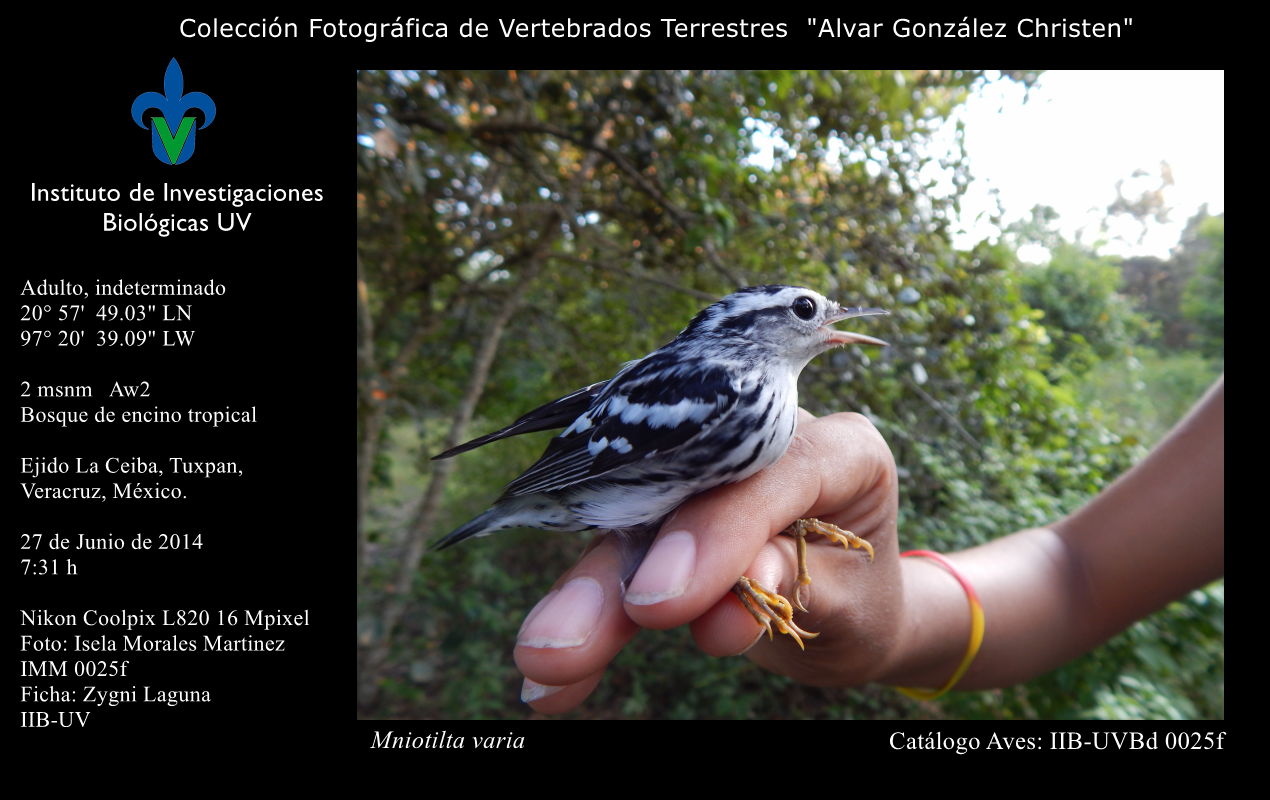 Colección Fotográfica de Vertebrados Terrestres "Alvar González Christen"
Instituto de Investigaciones
Biológicas UV
Adulto, indeterminado
20° 57' 49.03" LN
97° 20' 39.09" LW
2 msnm Aw2
Bosque de encino tropical
Ejido La Ceiba, Tuxpan,
Veracruz, México.
27 de Junio de 2014
7:31 h
Nikon Coolpix L820 16 Mpixel
Foto: Isela Morales Martinez
IMM 0025f
Ficha: Zygni Laguna
IIB-UV
Mniotilta varia
Catálogo Aves: IIB-UVBd 0025f